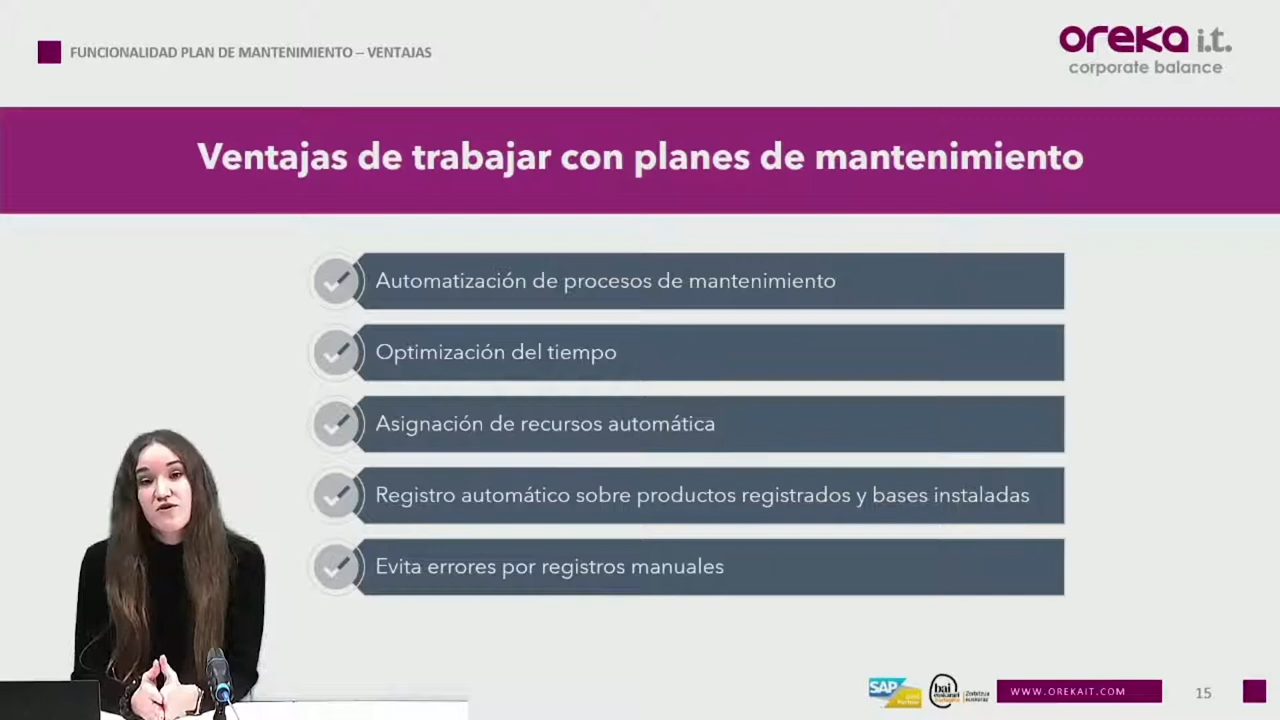 FUNCIONALIDAD PLAN DE MANTENIMIENTO – VENTAJAS
oreka i.t.
corporate balance
Ventajas de trabajar con planes de mantenimiento
Automatización de procesos de mantenimiento
Optimización del tiempo
Asignación de recursos automática
Registro automático sobre productos registrados y bases instaladas
Evita errores por registros manuales
SAP
bai
WWW.OREKAIT.COM
15